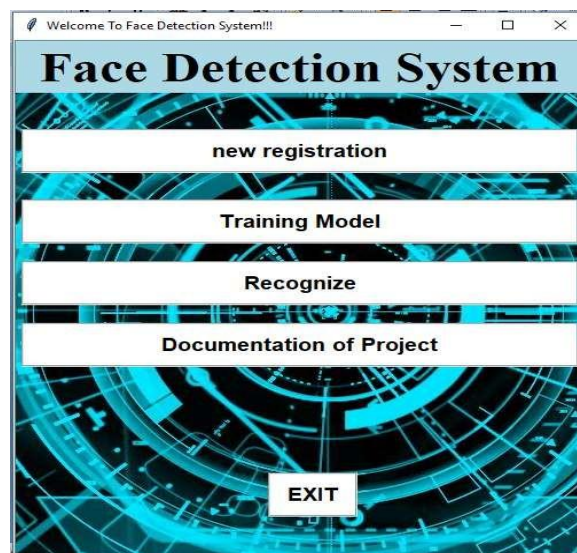 Welcome To Face Detection System!!!
Face Detection System
new registration
Training Model
Recognize
Documentation of Project
EXIT